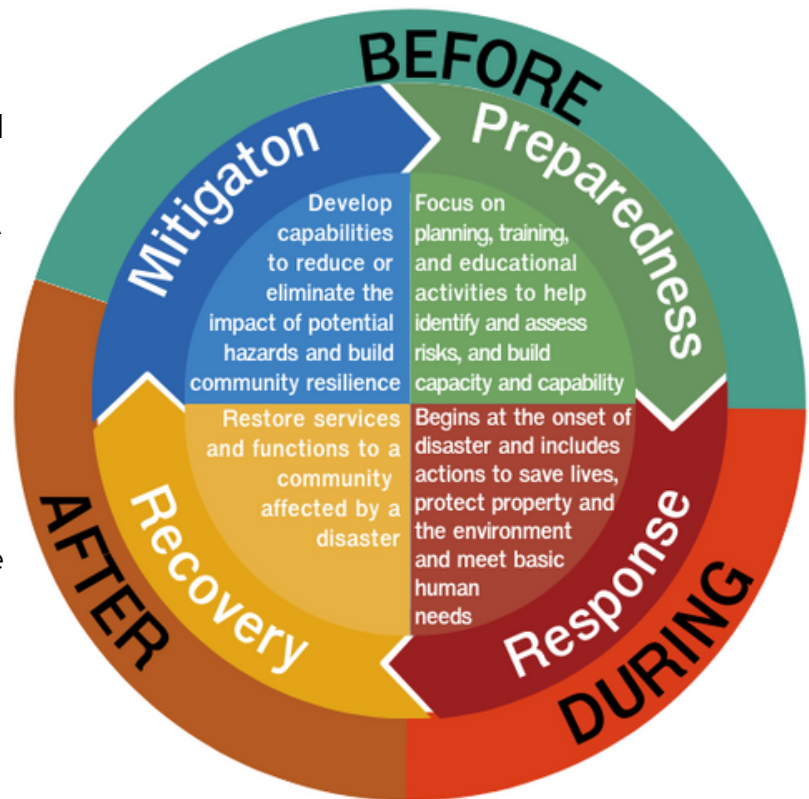 BEFORE
Mitigaton
Preparedness
Develop
capabilities
to reduce or
eliminate the
impact of potential
hazards and build
community resilience
Focus on
planning, training,
and educational
activities to help
identify and assess
risks, and build
capacity and capability
Restore services
and functions to a
community
affected by a
disaster
Begins at the onset of
disaster and includes
actions to save lives,
protect property and
the environment
and meet basic
human
needs
Recovery
Response
AFTER
DURING